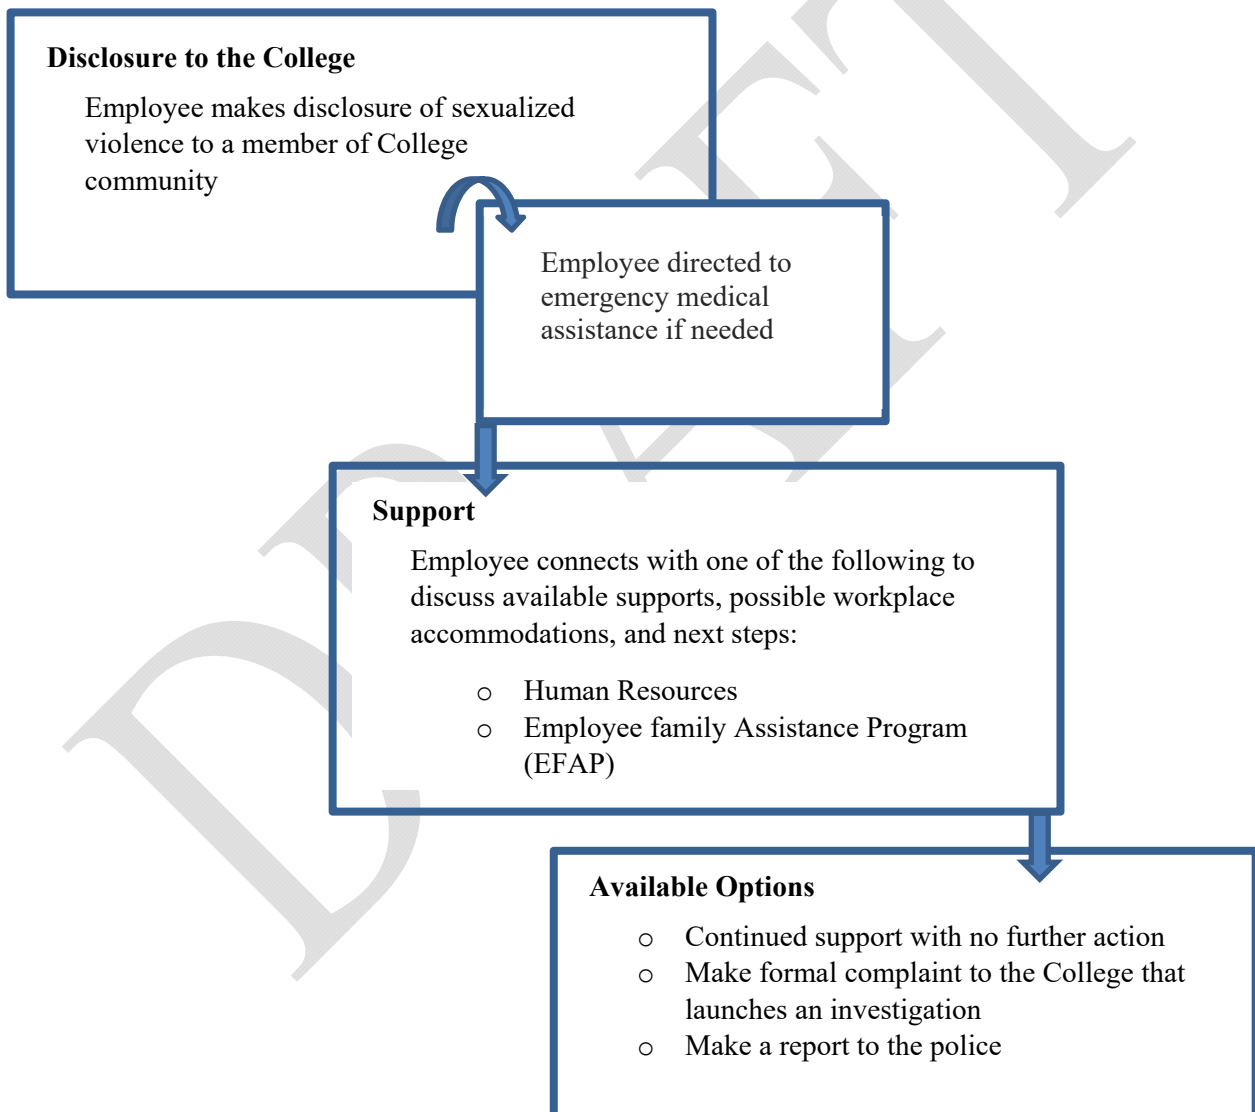 Disclosure to the College
Employee makes disclosure of sexualized
violence to a member of College
community
Employee directed to
emergency medical
assistance if needed
Support
Employee connects with one of the following to
discuss available supports, possible workplace
accommodations, and next steps:
o Human Resources
o Employee family Assistance Program
(EFAP)
Available Options
o Continued support with no further action
o Make formal complaint to the College that
launches an investigation
o Make a report to the police
DRAFT